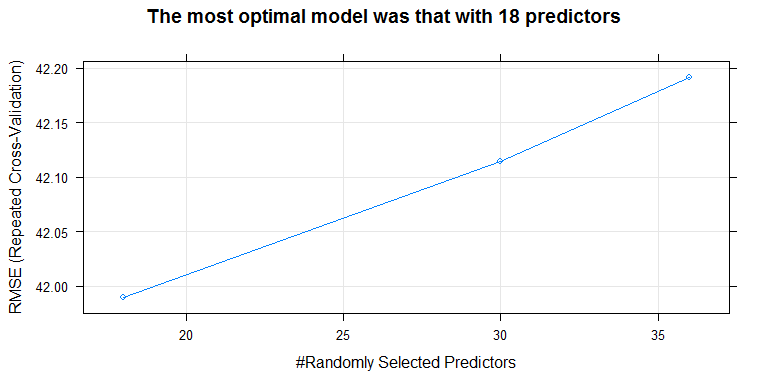 The most optimal model was that with 18 predictors
RMSE (Repeated Cross-Validation)
42.20
42.15
42.10
42.05
42.00
20 25 30 35
#Randomly Selected Predictors